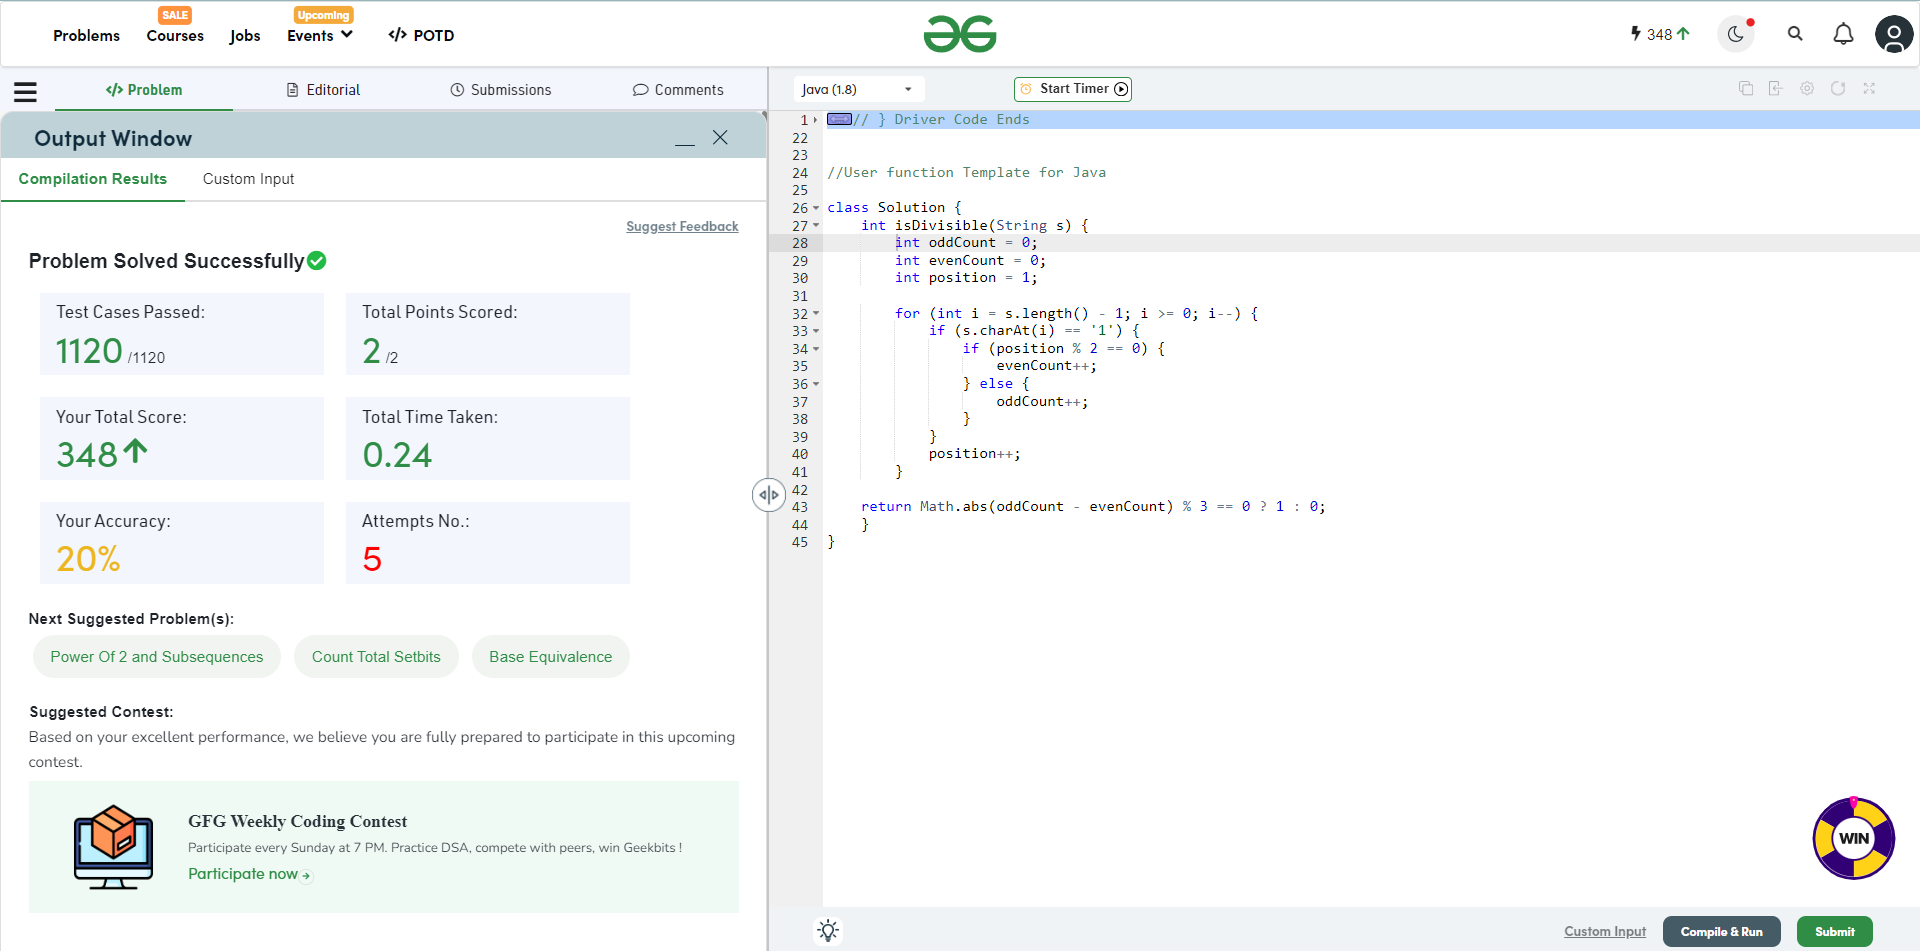 SALE
Upcoming
Problems
Courses
Jobs
Events
</> POTD
348
</> Problem
Editorial
Submissions
Comments
Java (1.8)
Start Timer
Output Window
Compilation Results
Custom Input
Suggest Feedback
Problem Solved Successfully
Test Cases Passed:
1120 /1120
Total Points Scored:
2 /2
Your Total Score:
348
Total Time Taken:
0.24
Your Accuracy:
20%
Attempts No.:
5
Next Suggested Problem(s):
Power Of 2 and Subsequences
Count Total Setbits
Base Equivalence
Suggested Contest:
Based on your excellent performance, we believe you are fully prepared to participate in this upcoming
contest.
GFG Weekly Coding Contest
Participate every Sunday at 7 PM. Practice DSA, compete with peers, win Geekbits !
Participate now
1 // } Driver Code Ends
22
23
24 //User function Template for Java
25
26 class Solution {
27 int isDivisible(String s) {
28 int oddCount = 0;
29 int evenCount = 0;
30 int position = 1;
31
32 for (int i = s.length() - 1; i >= 0; i--) {
33 if (s.charAt(i) == '1') {
34 if (position % 2 == 0) {
35 evenCount++;
36 } else {
37 oddCount++;
38 }
39 }
40 position++;
41 }
42
43 return Math.abs(oddCount - evenCount) % 3 == 0 ? 1 : 0;
44 }
45 }
WIN
Custom Input
Compile & Run
Submit